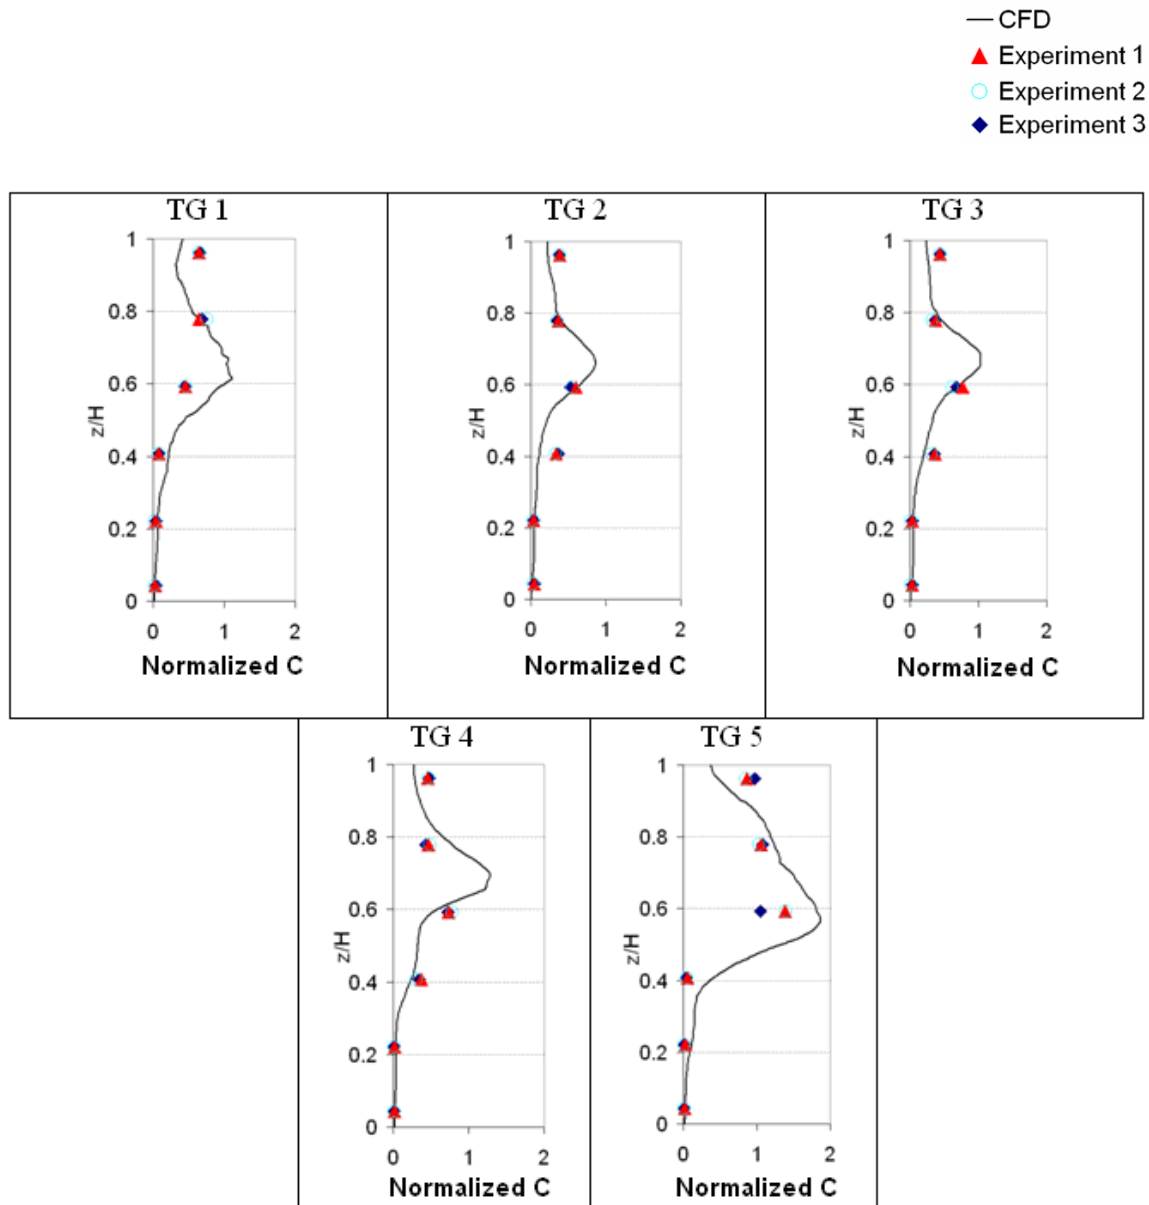 CFD
Experiment 1
Experiment 2
Experiment 3
TG 1
TG 2
TG 3
1
0.8
0.6
0.4
0.2
0
z/H
0 1 2
Normalized C
1
0.8
0.6
0.4
0.2
0
z/H
0 1 2
Normalized C
1
0.8
0.6
0.4
0.2
0
z/H
0 1 2
Normalized C
TG 4
TG 5
1
0.8
0.6
0.4
0.2
0
z/H
0 1 2
Normalized C
1
0.8
0.6
0.4
0.2
0
z/H
0 1 2
Normalized C